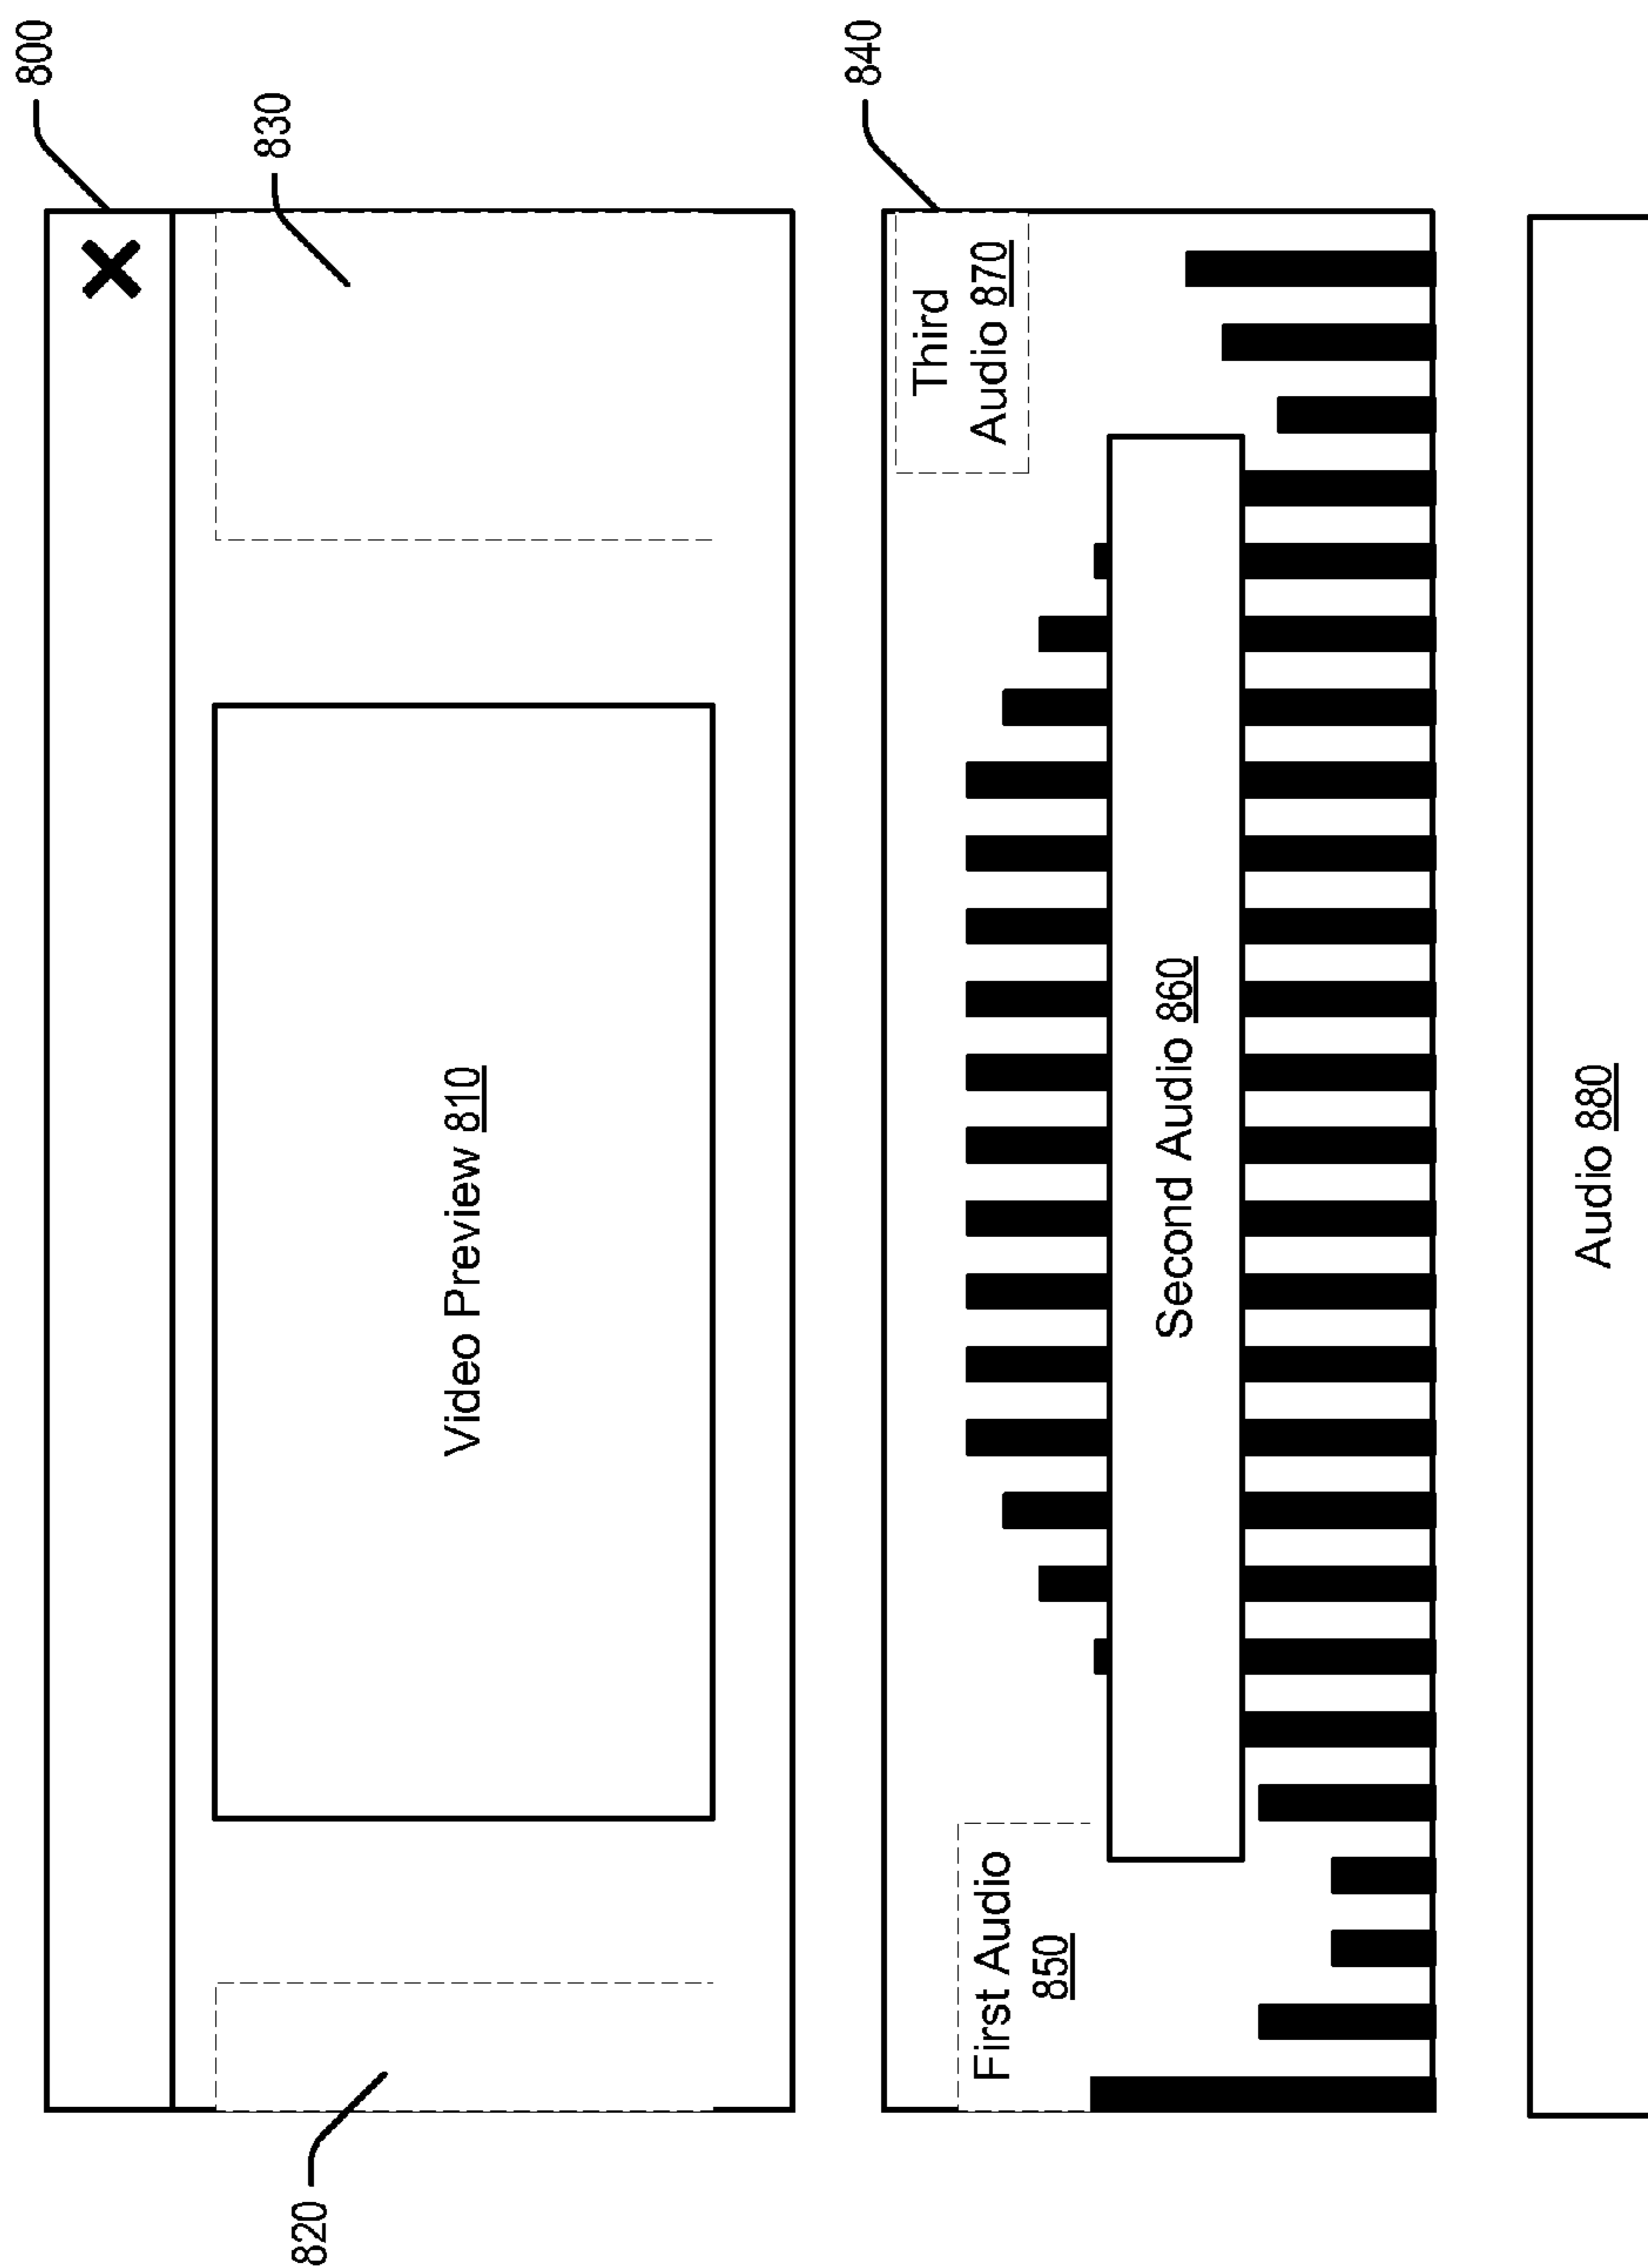 800
830
Video Preview 810
820
840
Third
Audio 870
Second Audio 860
First Audio
850
Audio 880